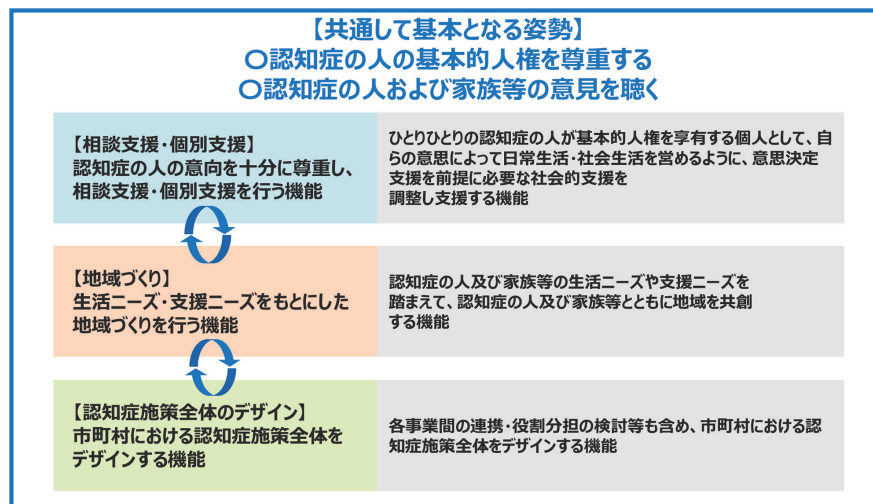 【共通して基本となる姿勢】
〇認知症の人の基本的人権を尊重する
〇認知症の人および家族等の意見を聴く
【相談支援・個別支援】
認知症の人の意向を十分に尊重し、
相談支援・個別支援を行う機能
ひとりひとりの認知症の人が基本的人権を享有する個人として、自
らの意思によって日常生活・社会生活を営めるように、意思決定
支援を前提に必要な社会的支援を
調整し支援する機能
【地域づくり】
生活ニーズ・支援ニーズをもとにした
地域づくりを行う機能
認知症の人及び家族等の生活ニーズや支援ニーズを
踏まえて、認知症の人及び家族等とともに地域を共創
する機能
【認知症施策全体のデザイン】
市町村における認知症施策全体を
デザインする機能
各事業間の連携・役割分担の検討等も含め、市町村における認
知症施策全体をデザインする機能